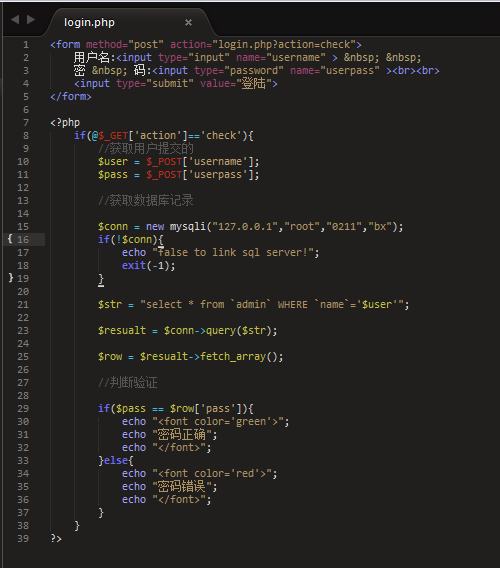 login.php
1 <form method="post" action="login.php?action=check">
2 用户名:<input type="input" name="username" > &nbsp; &nbsp;
3 密 &nbsp; 码:<input type="password" name="userpass" ><br><br>
4 <input type="submit" value="登陆">
5 </form>
6
7 <?php
8 if(@$_GET['action']=='check'){
9 //获取用户提交的
10 $user = $_POST['username'];
11 $pass = $_POST['userpass'];
12
13 //获取数据库记录
14
15 $conn = new mysqli("127.0.0.1","root","0211","bx");
{ 16 if(!$conn){
17 echo "false to link sql server!";
18 exit(-1);
} 19 }
20
21 $str = "select * from `admin` WHERE `name`='$user'";
22
23 $resualt = $conn->query($str);
24
25 $row = $resualt->fetch_array();
26
27 //判断验证
28
29 if($pass == $row['pass']){
30 echo "<font color='green'>";
31 echo "密码正确";
32 echo "</font>";
33 }else{
34 echo "<font color='red'>";
35 echo "密码错误";
36 echo "</font>";
37 }
38 }
39 ?>